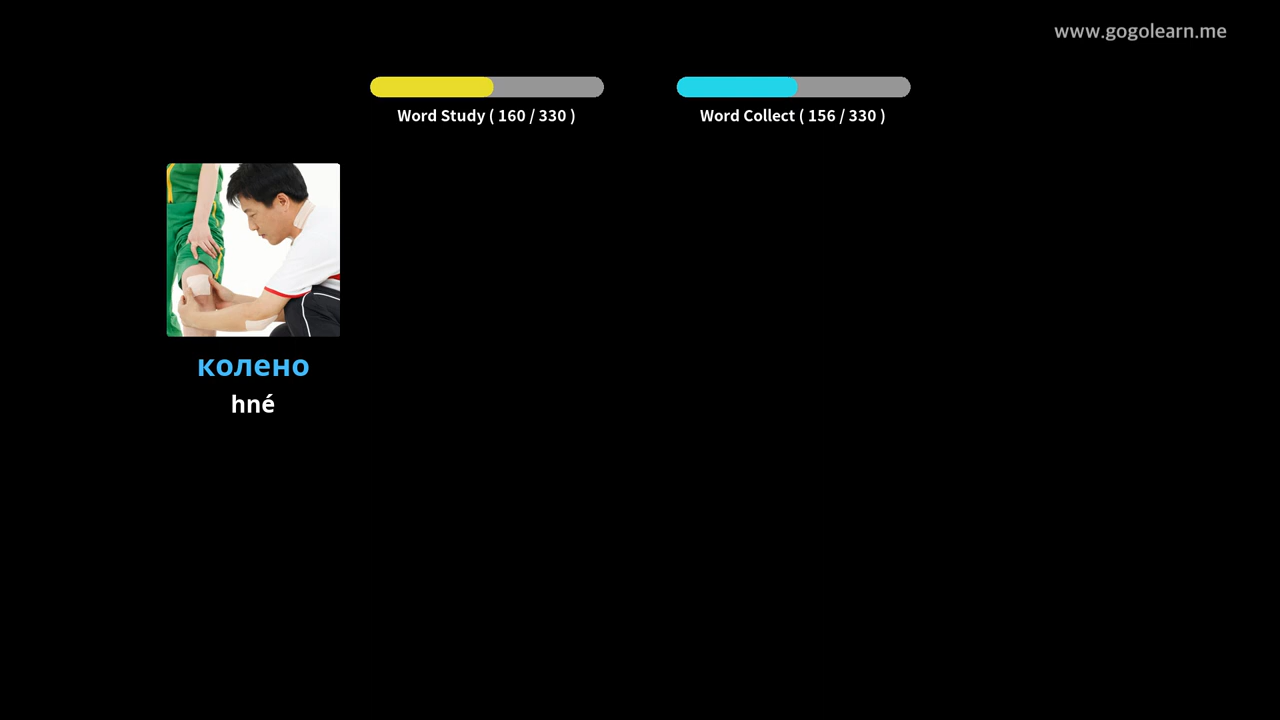 www.gogolearn.me
Word Study ( 160 / 330 )
Word Collect ( 156 / 330 )
колено
hné